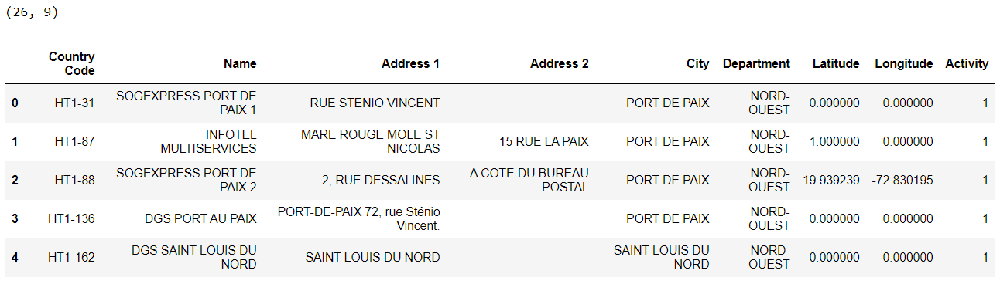 (26, 9)
Country Code Name Address 1 Address 2 City Department Latitude Longitude Activity
0 HT1-31 SOGEXPRESS PORT DE PAIX 1 RUE STENIO VINCENT PORT DE PAIX NORD-OUEST 0.000000 0.000000 1
1 HT1-87 INFOTEL MULTISERVICES MARE ROUGE MOLE ST NICOLAS 15 RUE LA PAIX PORT DE PAIX NORD-OUEST 1.000000 0.000000 1
2 HT1-88 SOGEXPRESS PORT DE PAIX 2 2, RUE DESSALINES A COTE DU BUREAU POSTAL PORT DE PAIX NORD-OUEST 19.939239 -72.830195 1
3 HT1-136 DGS PORT AU PAIX PORT-DE-PAIX 72, rue Sténio Vincent. PORT DE PAIX NORD-OUEST 0.000000 0.000000 1
4 HT1-162 DGS SAINT LOUIS DU NORD SAINT LOUIS DU NORD SAINT LOUIS DU NORD NORD-OUEST 0.000000 0.000000 1